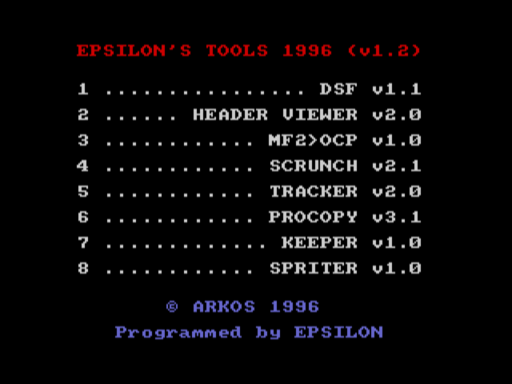 EPSILON'S TOOLS 1996 (v1.2)
1 ................ DSF v1.1
2 ...... HEADER VIEWER v2.0
3 ............ MF2>OCP v1.0
4 ............ SCRUNCH v2.1
5 ............ TRACKER v2.0
6 ............ PROCOPY v3.1
7 ............. KEEPER v1.0
8 ............ SPRITER v1.0
© ARKOS 1996
Programmed by EPSILON